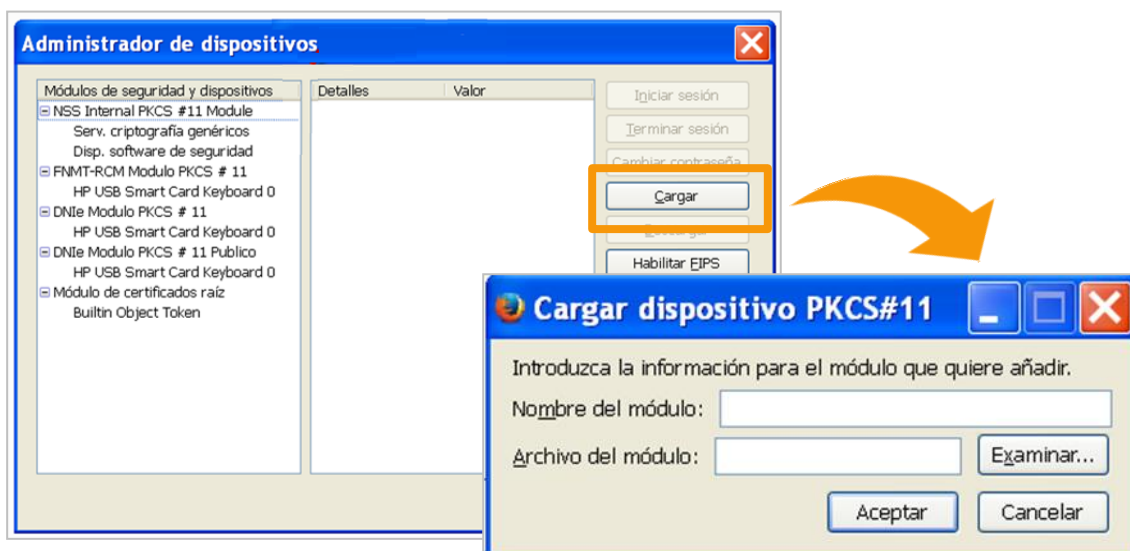 Administrador de dispositivos
Módulos de seguridad y dispositivos
NSS Internal PKCS #11 Module
Serv. criptografía genéricos
Disp. software de seguridad
FNMT-RCM Modulo PKCS # 11
HP USB Smart Card Keyboard 0
DNIe Modulo PKCS # 11
HP USB Smart Card Keyboard 0
DNIe Modulo PKCS # 11 Publico
HP USB Smart Card Keyboard 0
Módulo de certificados raíz
Builtin Object Token
Detalles Valor
Iniciar sesión
Terminar sesión
Cambiar contraseña
Cargar
Habilitar FIPS
Cargar dispositivo PKCS#11
Introduzca la información para el módulo que quiere añadir.
Nombre del módulo:
Archivo del módulo:
Examinar...
Aceptar Cancelar